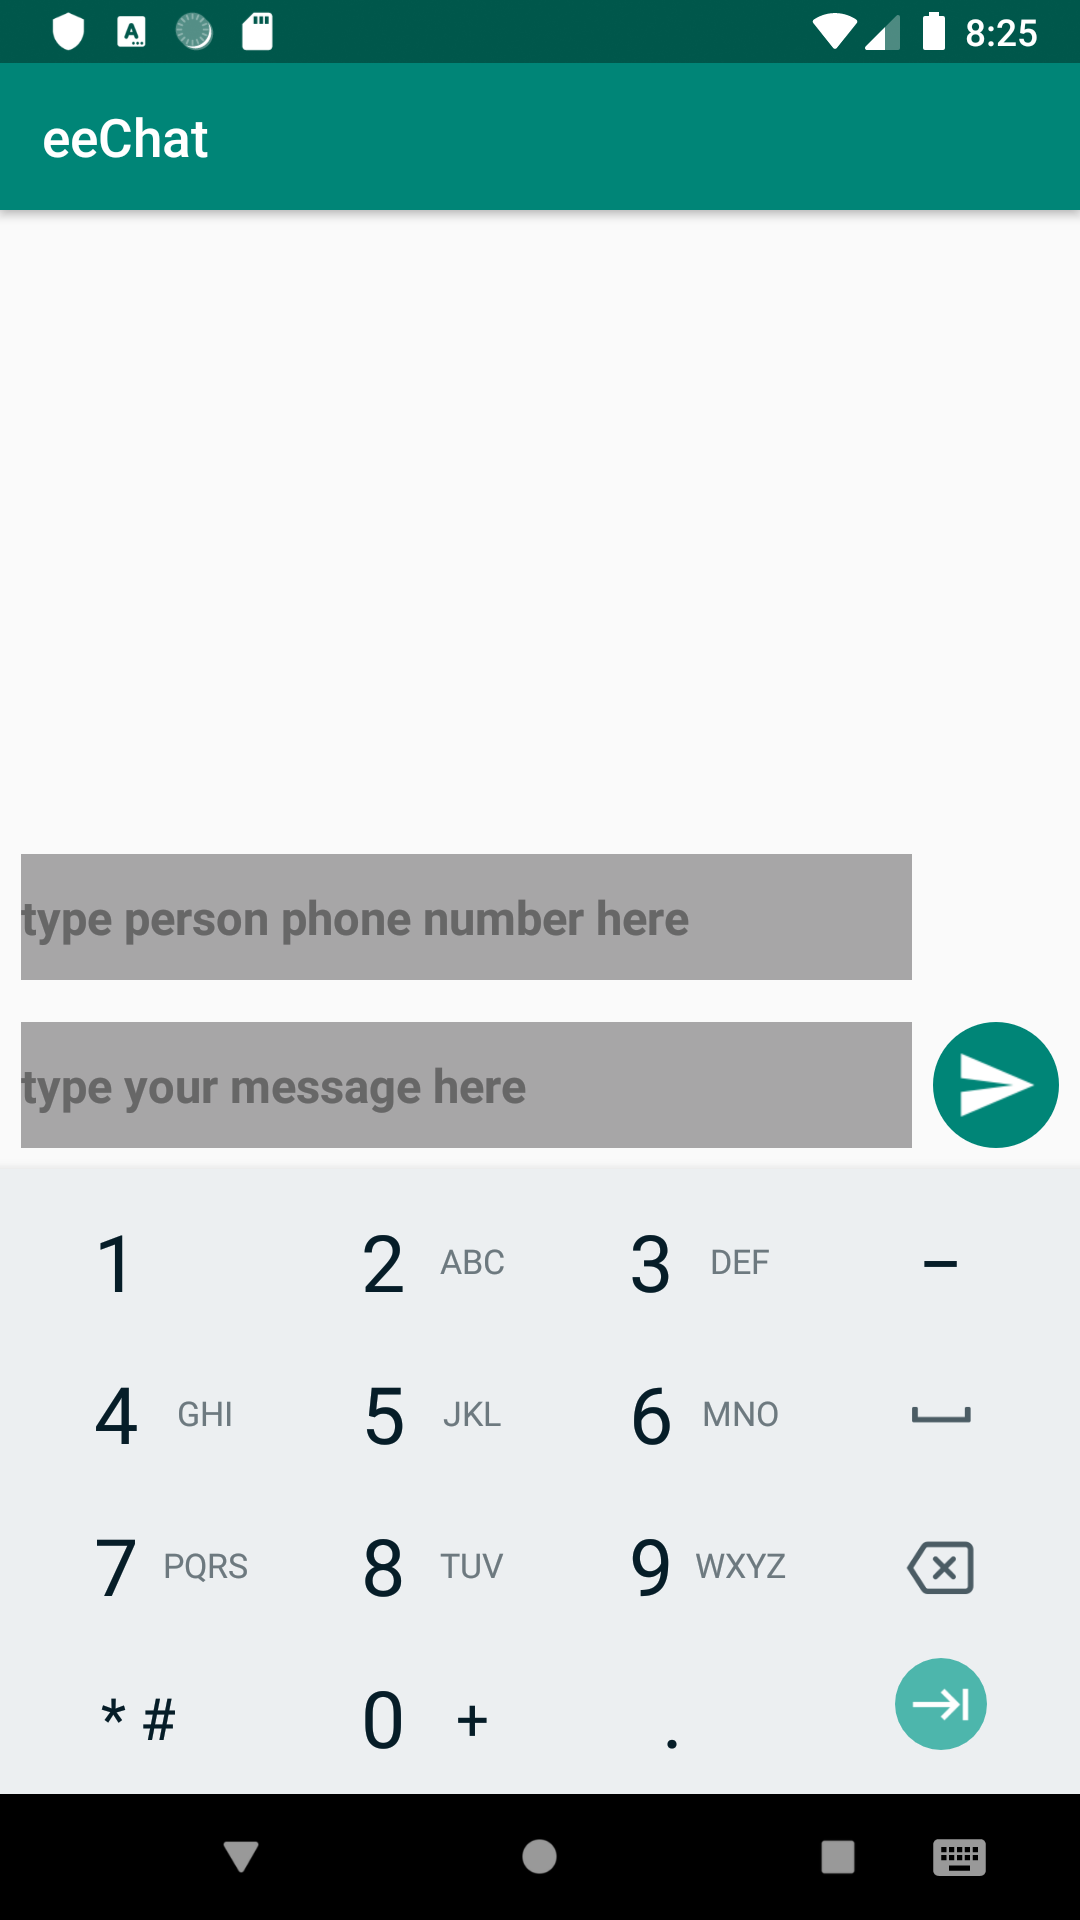 8:25
eeChat
type person phone number here
type your message here
1 2 ABC 3 DEF –
4 GHI 5 JKL 6 MNO
7 PQRS 8 TUV 9 WXYZ
* # 0 + .